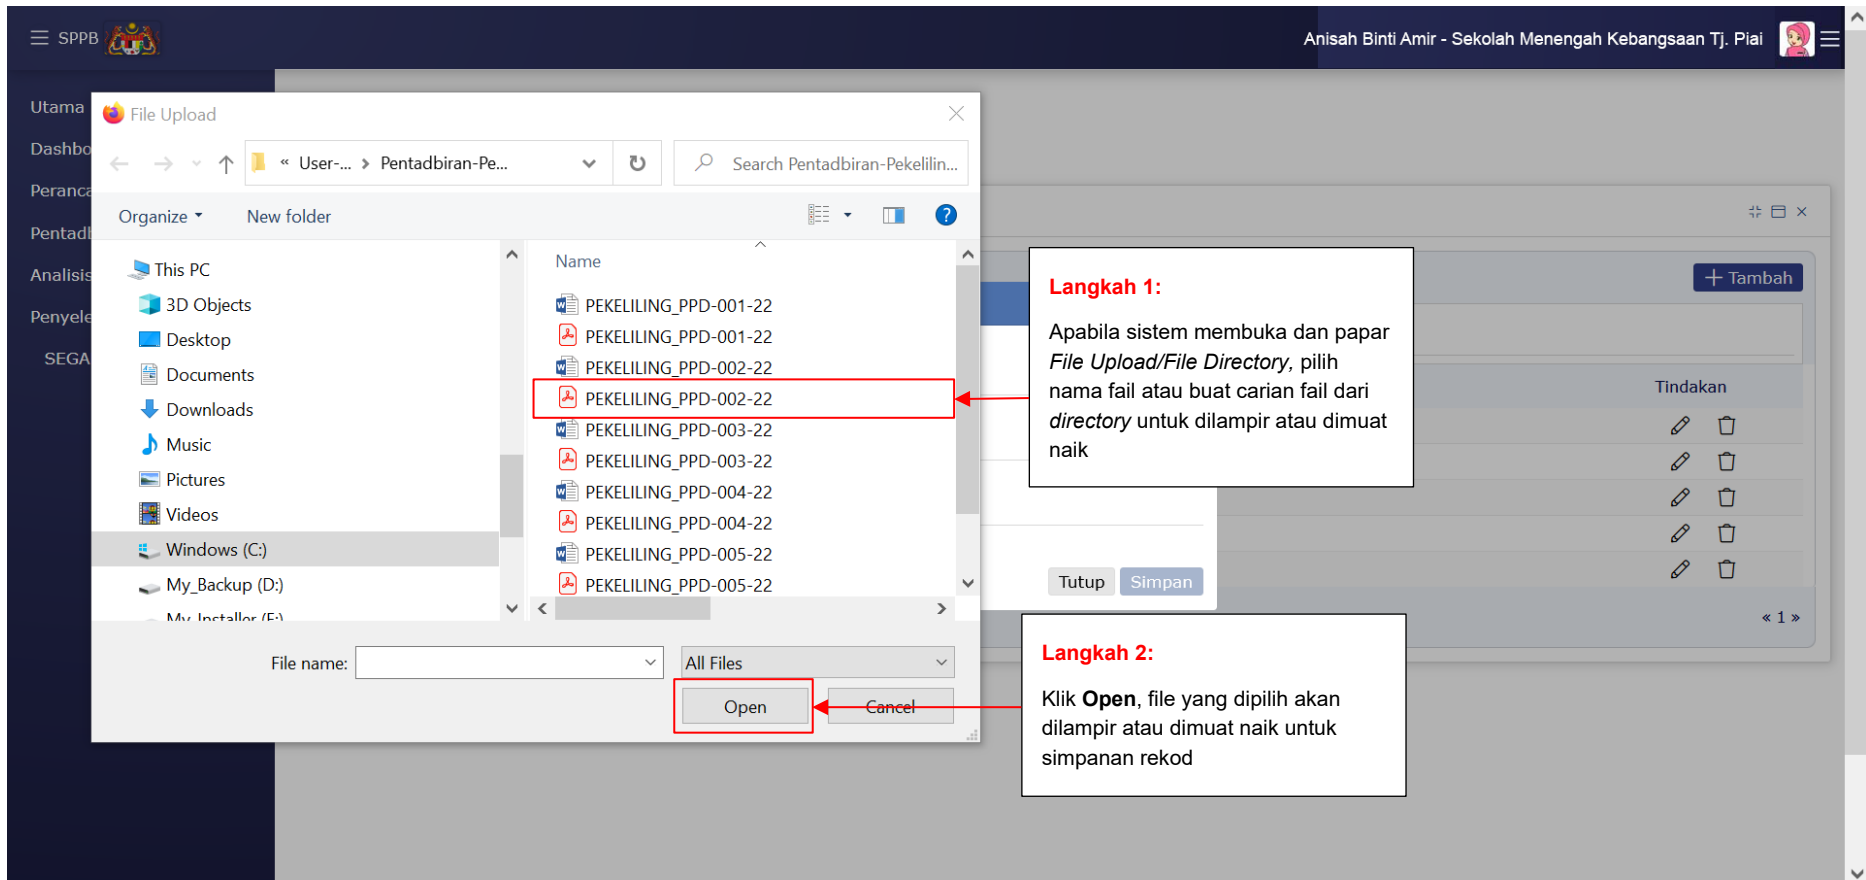 SPPB
Anisah Binti Amir - Sekolah Menengah Kebangsaan Tj. Piai
Utama
Dashbo
Peranca
Pentadl
Analisis
Penyele
SEGA
File Upload
« User-... > Pentadbiran-Pe...
Search Pentadbiran-Pekelilin...
Organize
New folder
?
This PC
3D Objects
Desktop
Documents
Downloads
Music
Pictures
Videos
Windows (C:)
My_Backup (D:)
My_Installer (E:)
Name
PEKELILING_PPD-001-22
PEKELILING_PPD-001-22
PEKELILING_PPD-002-22
PEKELILING_PPD-002-22
PEKELILING_PPD-003-22
PEKELILING_PPD-003-22
PEKELILING_PPD-004-22
PEKELILING_PPD-004-22
PEKELILING_PPD-005-22
PEKELILING_PPD-005-22
File name:
All Files
Open
Cancel
+ Tambah
Tindakan
Tutup
Simpan
« 1 »
Langkah 1:
Apabila sistem membuka dan papar
File Upload/File Directory, pilih
nama fail atau buat carian fail dari
directory untuk dilampir atau dimuat
naik
Langkah 2:
Klik Open, file yang dipilih akan
dilampir atau dimuat naik untuk
simpanan rekod